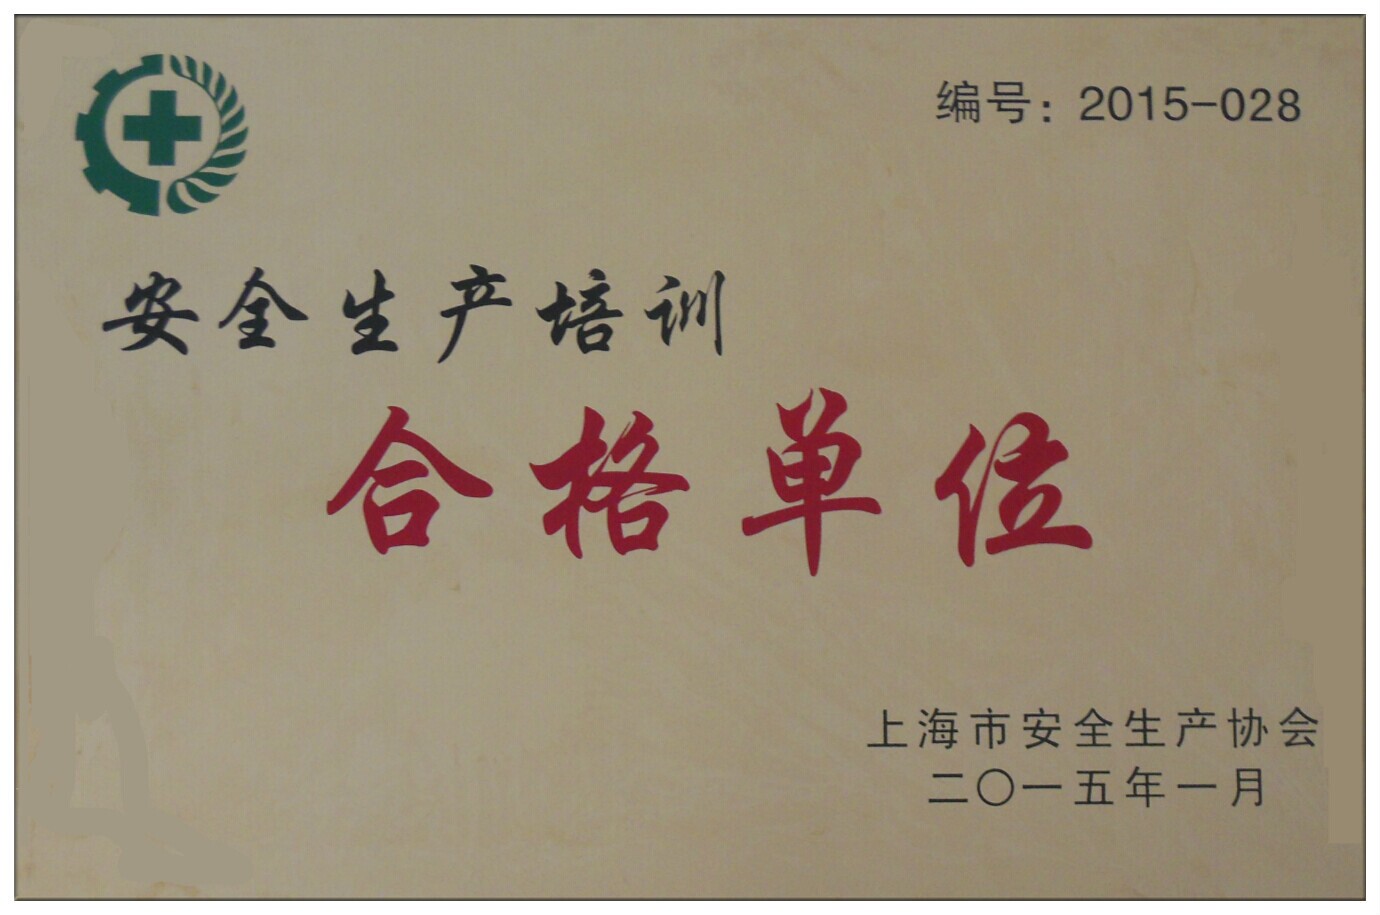 编号：2015-028
安全生产培训
合格单位
上海市安全生产协会
二〇一五年一月